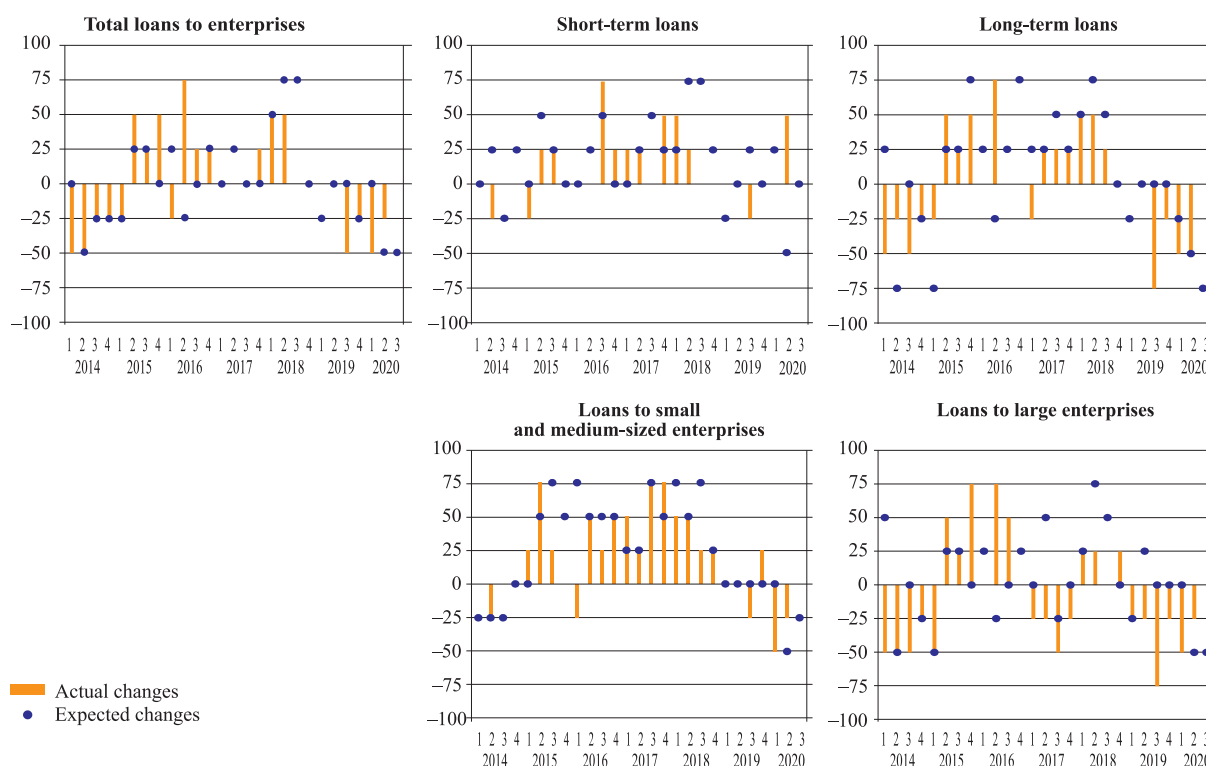 Total loans to enterprises
100
75
50
25
0
–25
–50
–75
–100
1 2 3 4 1 2 3 4 1 2 3 4 1 2 3 4 1 2 3 4 1 2 3 4 1 2 3
2014 2015 2016 2017 2018 2019 2020
Short-term loans
100
75
50
25
0
–25
–50
–75
–100
1 2 3 4 1 2 3 4 1 2 3 4 1 2 3 4 1 2 3 4 1 2 3 4 1 2 3
2014 2015 2016 2017 2018 2019 2020
Long-term loans
100
75
50
25
0
–25
–50
–75
–100
1 2 3 4 1 2 3 4 1 2 3 4 1 2 3 4 1 2 3 4 1 2 3 4 1 2 3
2014 2015 2016 2017 2018 2019 2020
Loans to small
and medium-sized enterprises
100
75
50
25
0
–25
–50
–75
–100
1 2 3 4 1 2 3 4 1 2 3 4 1 2 3 4 1 2 3 4 1 2 3 4 1 2 3
2014 2015 2016 2017 2018 2019 2020
Loans to large enterprises
100
75
50
25
0
–25
–50
–75
–100
1 2 3 4 1 2 3 4 1 2 3 4 1 2 3 4 1 2 3 4 1 2 3 4 1 2 3
2014 2015 2016 2017 2018 2019 2020
Actual changes
Expected changes